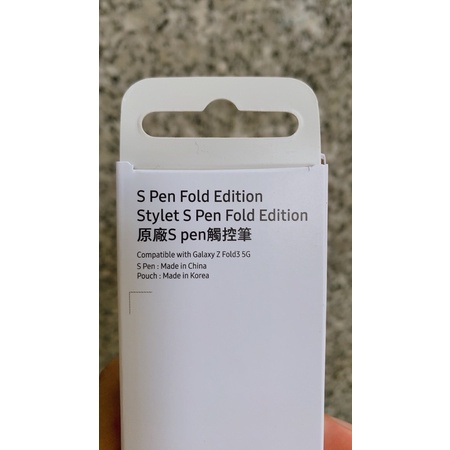 S Pen Fold Edition
Stylet S Pen Fold Edition
原廠S pen觸控筆
Compatible with Galaxy Z Fold3 5G
S Pen : Made in China
Pouch : Made in Korea